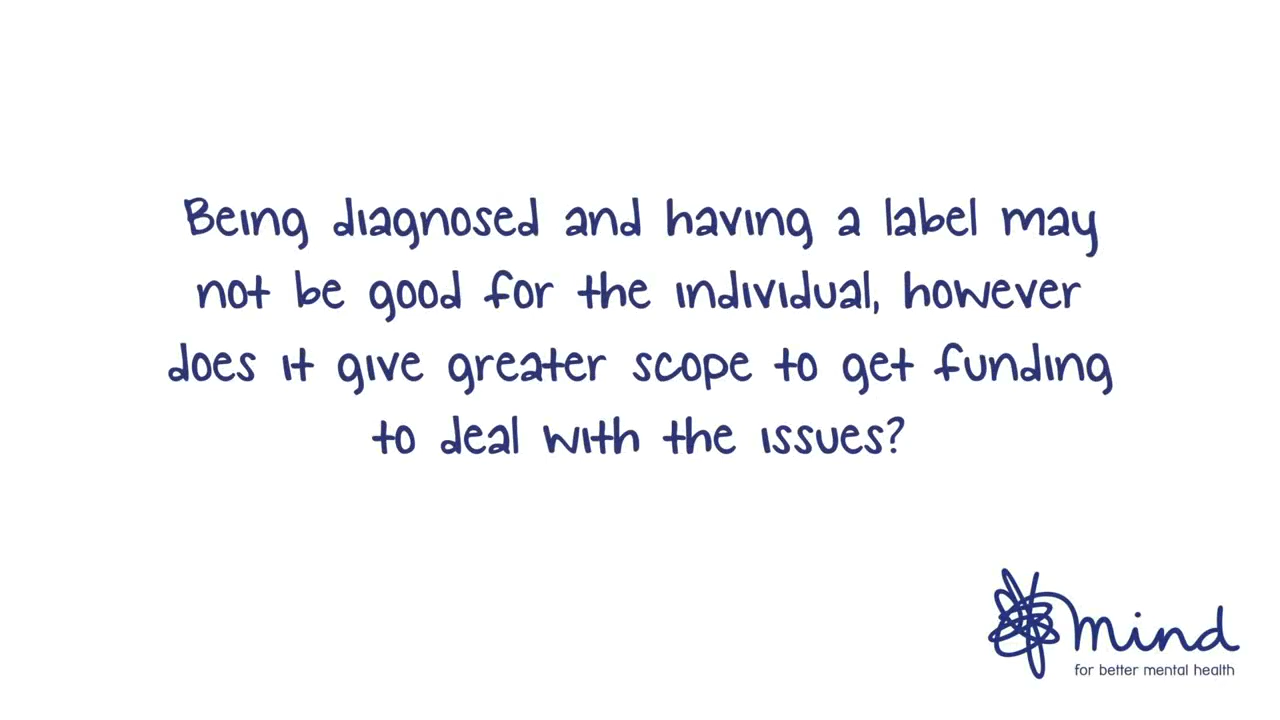 Being diagnosed and having a label may
not be good for the individual, however
does it give greater scope to get funding
to deal with the issues?
mind
for better mental health